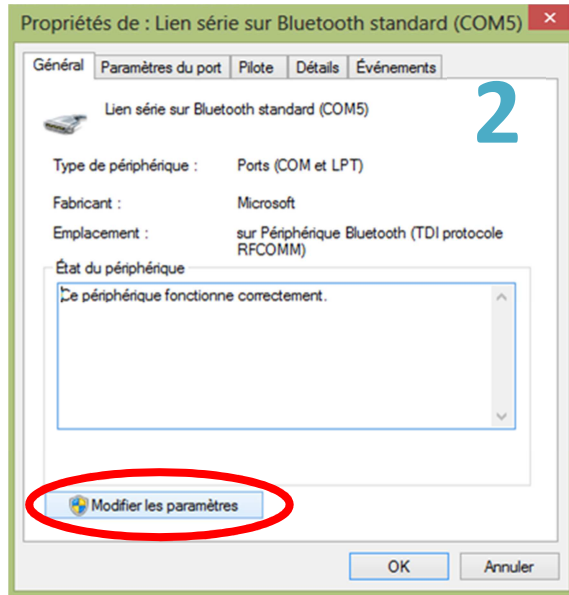 Propriétés de : Lien série sur Bluetooth standard (COM5)
Général Paramètres du port Pilote Détails Événements
2
Lien série sur Bluetooth standard (COM5)
Type de périphérique : Ports (COM et LPT)
Fabricant : Microsoft
Emplacement : sur Périphérique Bluetooth (TDI protocole
RFCOMM)
État du périphérique
Ce périphérique fonctionne correctement.
Modifier les paramètres
OK Annuler